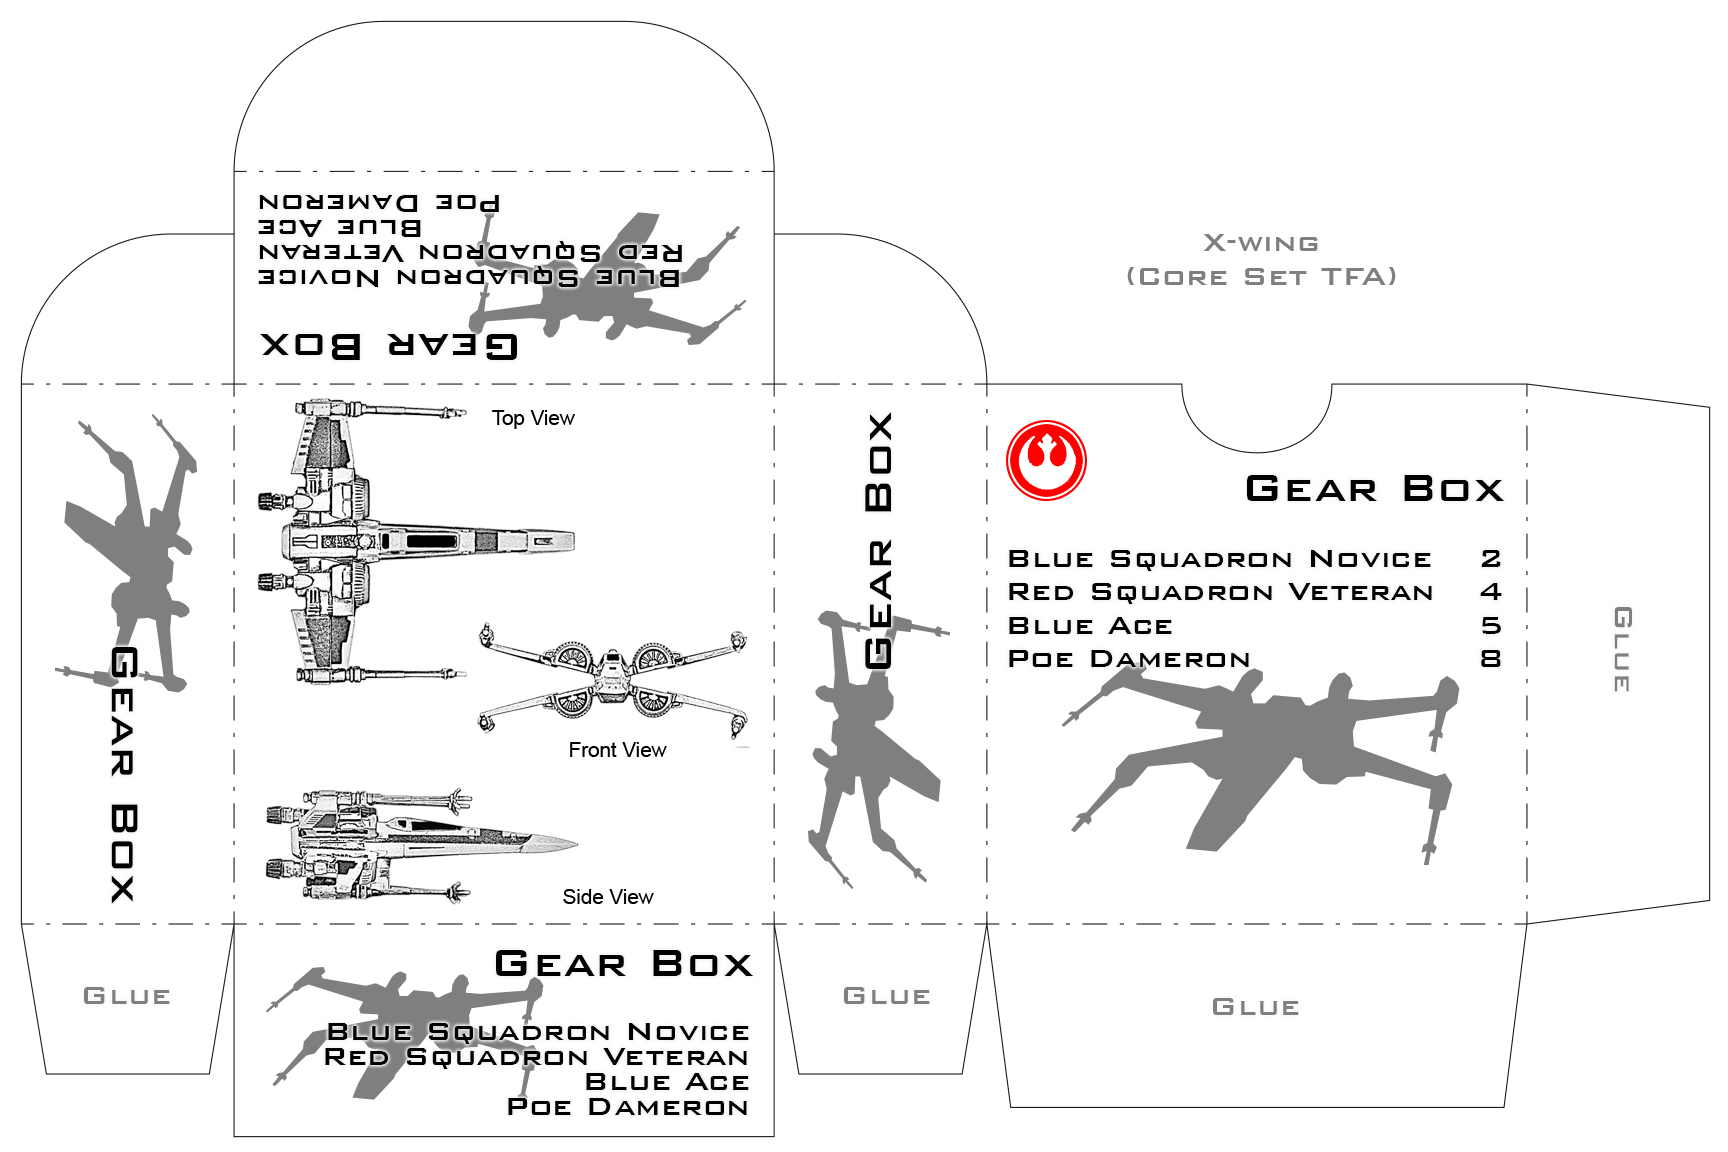 Poe Dameron
Blue Ace
Red Squadron Veteran
Blue Squadron Novice
Gear Box
X-wing
(Core Set TFA)
Gear Box
Top View
Front View
Side View
Gear Box
Gear Box
Blue Squadron Novice 2
Red Squadron Veteran 4
Blue Ace 5
Poe Dameron 8
Glue
Glue
Gear Box
Blue Squadron Novice
Red Squadron Veteran
Blue Ace
Poe Dameron
Glue
Glue